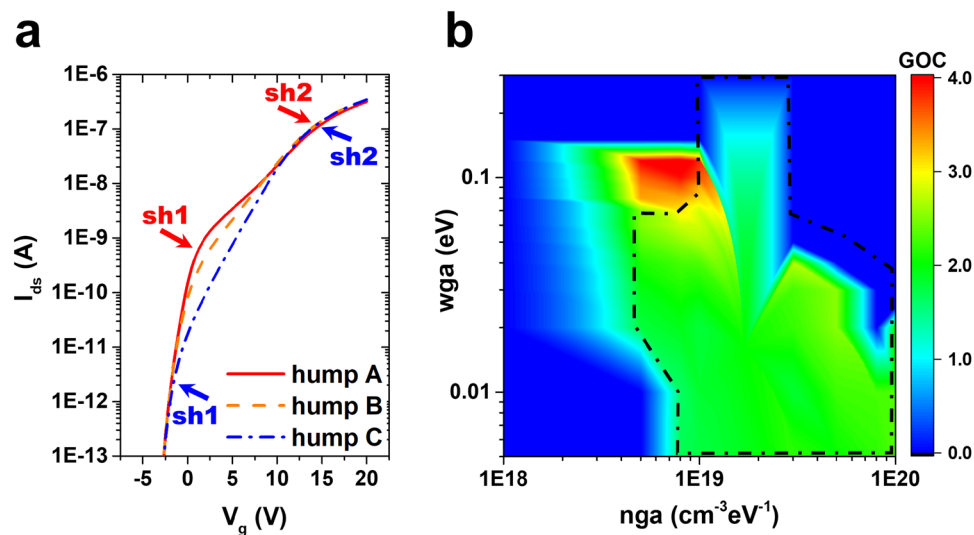 a
1E-6
1E-7
1E-8
1E-9
1E-10
1E-11
1E-12
1E-13
I_ds (A)
sh2
sh2
sh1
sh1
hump A
hump B
hump C
-5 0 5 10 15 20
V_g (V)
b
GOC
4.0
3.0
2.0
1.0
0.0
0.1
0.01
wga (eV)
1E18 1E19 1E20
nga (cm⁻³eV⁻¹)